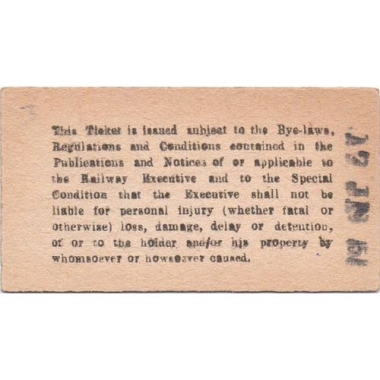 This Ticket is issued subject to the Bye-laws,
Regulations and Conditions contained in the
Publications and Notices of or applicable to
the Railway Executive and to the Special
Condition that the Executive shall not be
liable for personal injury (whether fatal or
otherwise) loss, damage, delay or detention,
of or to the holder and/or his property by
whomsoever or howsoever caused.
3